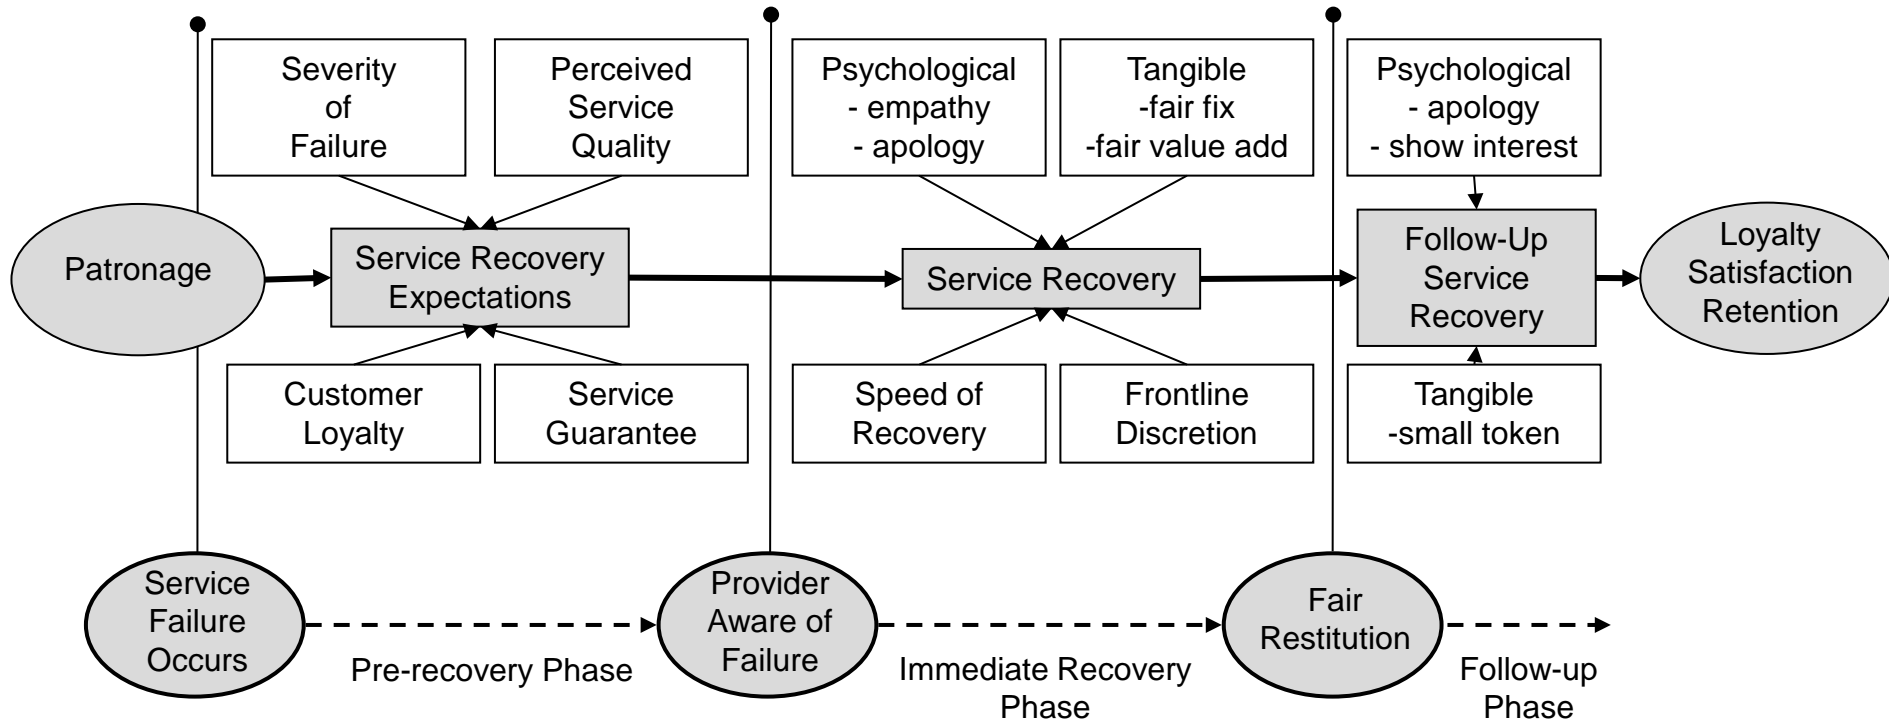 Severity
of
Failure
Perceived
Service
Quality
Psychological
- empathy
- apology
Tangible
-fair fix
-fair value add
Psychological
- apology
- show interest
Patronage
Service Recovery
Expectations
Service Recovery
Follow-Up
Service
Recovery
Loyalty
Satisfaction
Retention
Customer
Loyalty
Service
Guarantee
Speed of
Recovery
Frontline
Discretion
Tangible
-small token
Service
Failure
Occurs
Pre-recovery Phase
Provider
Aware of
Failure
Immediate Recovery
Phase
Fair
Restitution
Follow-up
Phase